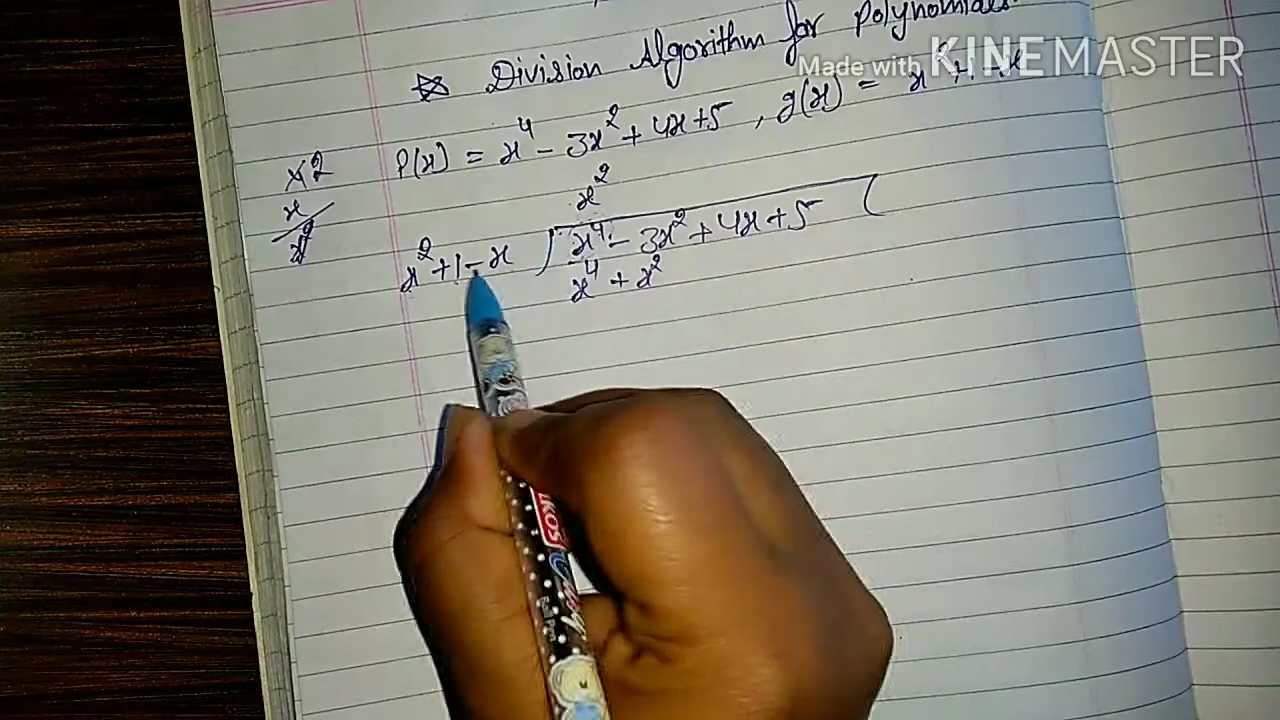 ☆ Division Algorithm for Polynomials
Made with KINEMASTER
P(x) = x⁴ - 3x² + 4x + 5 , g(x) = x² + 1 - x
×2
x
x²
x² + 1 - x ) x⁴ - 3x² + 4x + 5 (
x⁴ + x²